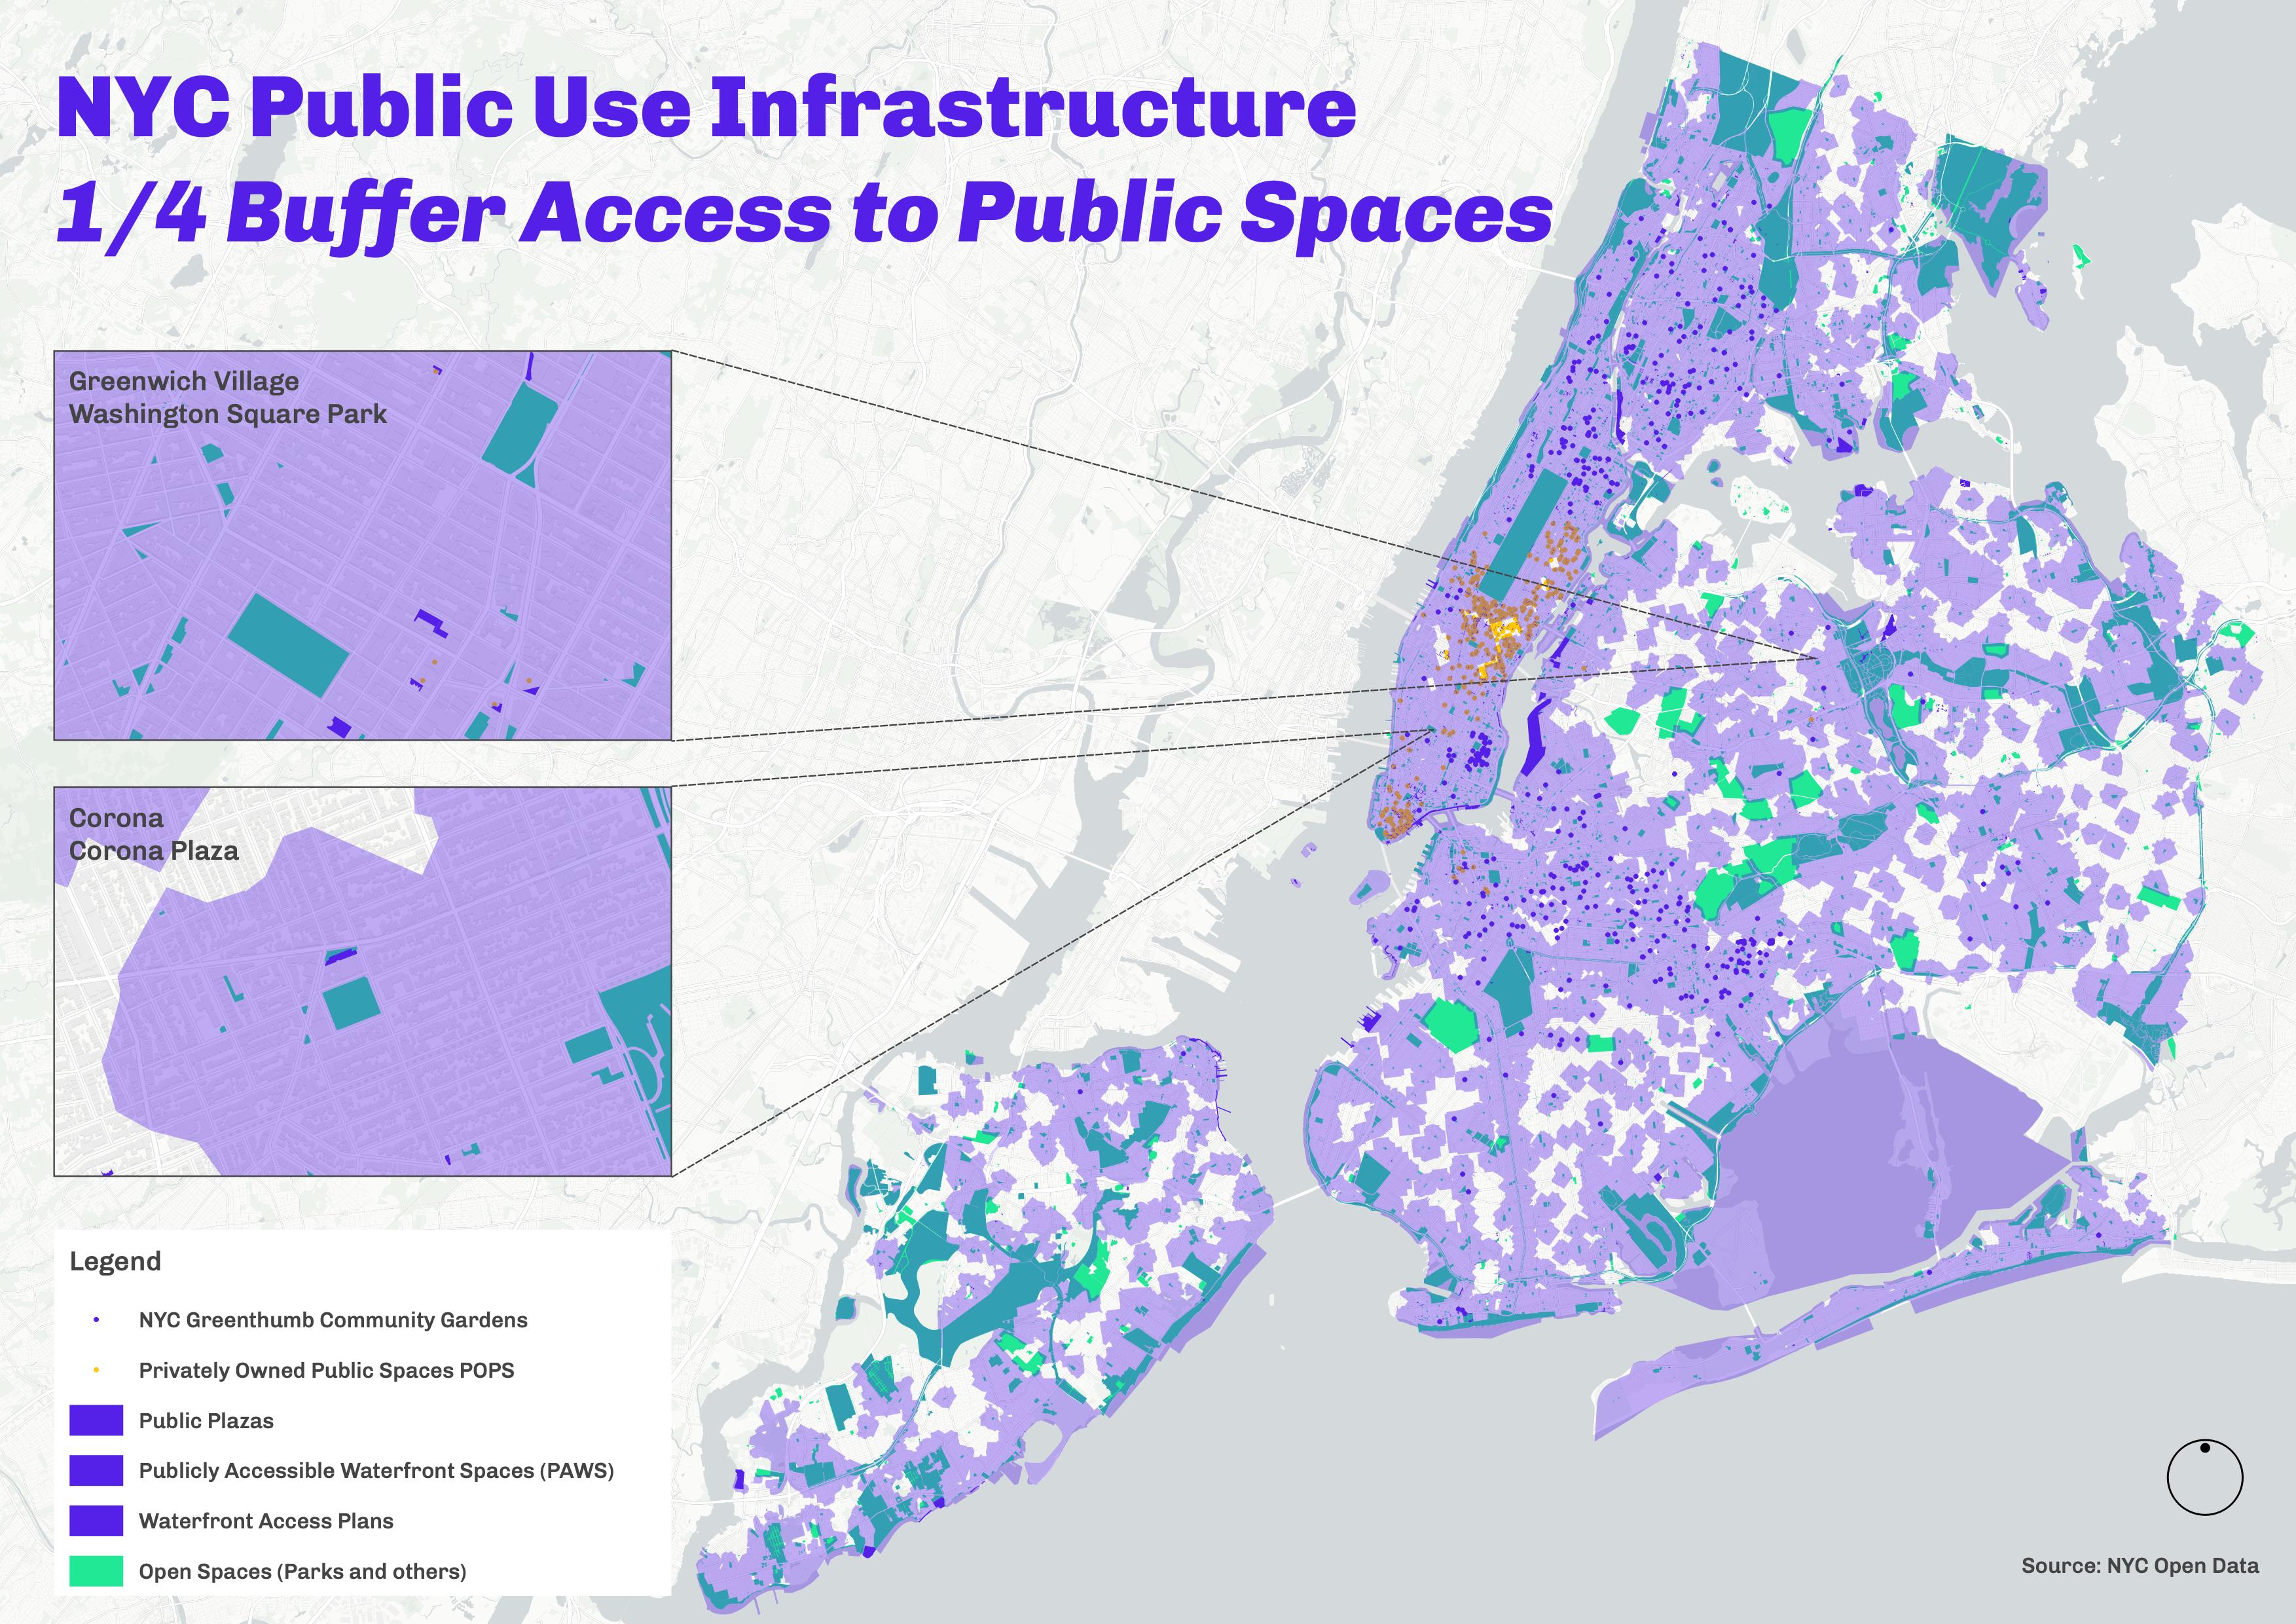 NYC Public Use Infrastructure
1/4 Buffer Access to Public Spaces
Greenwich Village
Washington Square Park
Corona
Corona Plaza
Legend
NYC Greenthumb Community Gardens
Privately Owned Public Spaces POPS
Public Plazas
Publicly Accessible Waterfront Spaces (PAWS)
Waterfront Access Plans
Open Spaces (Parks and others)
Source: NYC Open Data